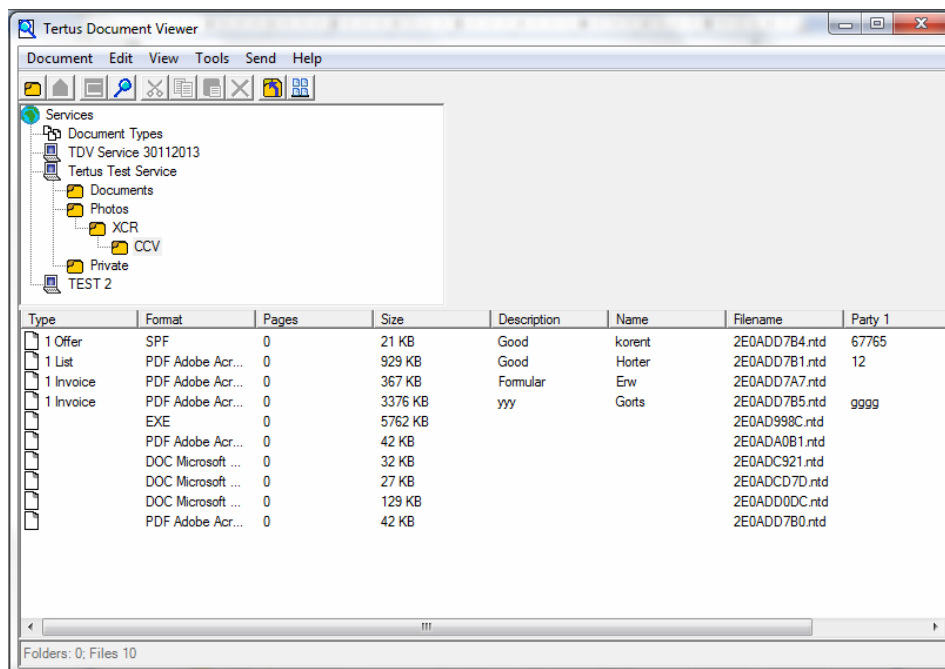 Tertus Document Viewer
Document Edit View Tools Send Help
Services
Document Types
TDV Service 30112013
Tertus Test Service
Documents
Photos
XCR
CCV
Private
TEST 2
Type Format Pages Size Description Name Filename Party 1
1 Offer SPF 0 21 KB Good korent 2E0ADD7B4.ntd 67765
1 List PDF Adobe Acr... 0 929 KB Good Horter 2E0ADD7B1.ntd 12
1 Invoice PDF Adobe Acr... 0 367 KB Formular Erw 2E0ADD7A7.ntd
1 Invoice PDF Adobe Acr... 0 3376 KB yyy Gorts 2E0ADD7B5.ntd gggg
EXE 0 5762 KB 2E0AD998C.ntd
PDF Adobe Acr... 0 42 KB 2E0ADA0B1.ntd
DOC Microsoft ... 0 32 KB 2E0ADC921.ntd
DOC Microsoft ... 0 27 KB 2E0ADCD7D.ntd
DOC Microsoft ... 0 129 KB 2E0ADD0DC.ntd
PDF Adobe Acr... 0 42 KB 2E0ADD7B0.ntd
Folders: 0; Files 10